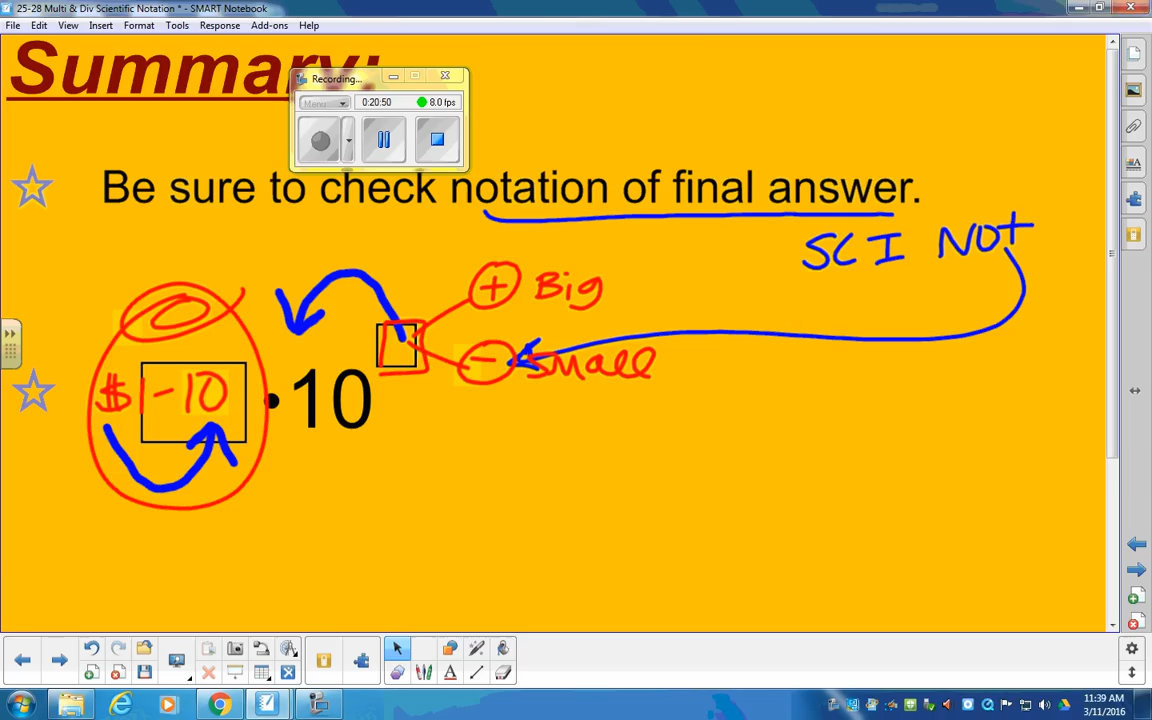 25-28 Multi & Div Scientific Notation * - SMART Notebook
File Edit View Insert Format Tools Response Add-ons Help
Summary:
Recording...
Menu 0:20:50 8.0 fps
Be sure to check notation of final answer.
SCI NOt
+ Big
- Small
$1-10 · 10
11:39 AM
3/11/2016